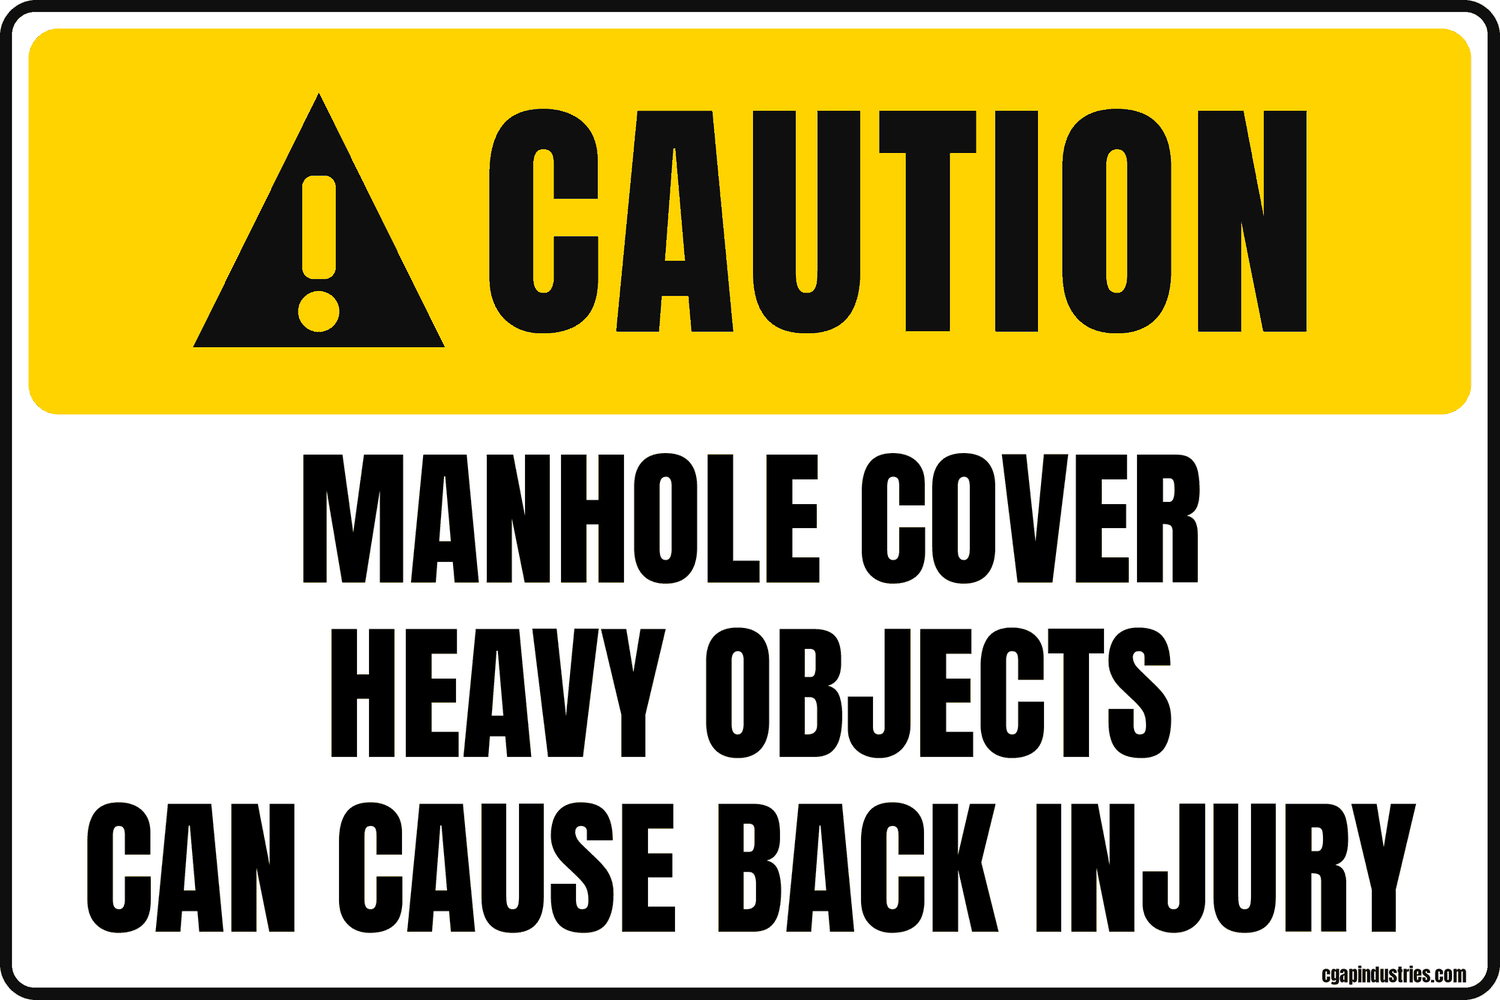 CAUTION
MANHOLE COVER
HEAVY OBJECTS
CAN CAUSE BACK INJURY
cgapindustries.com